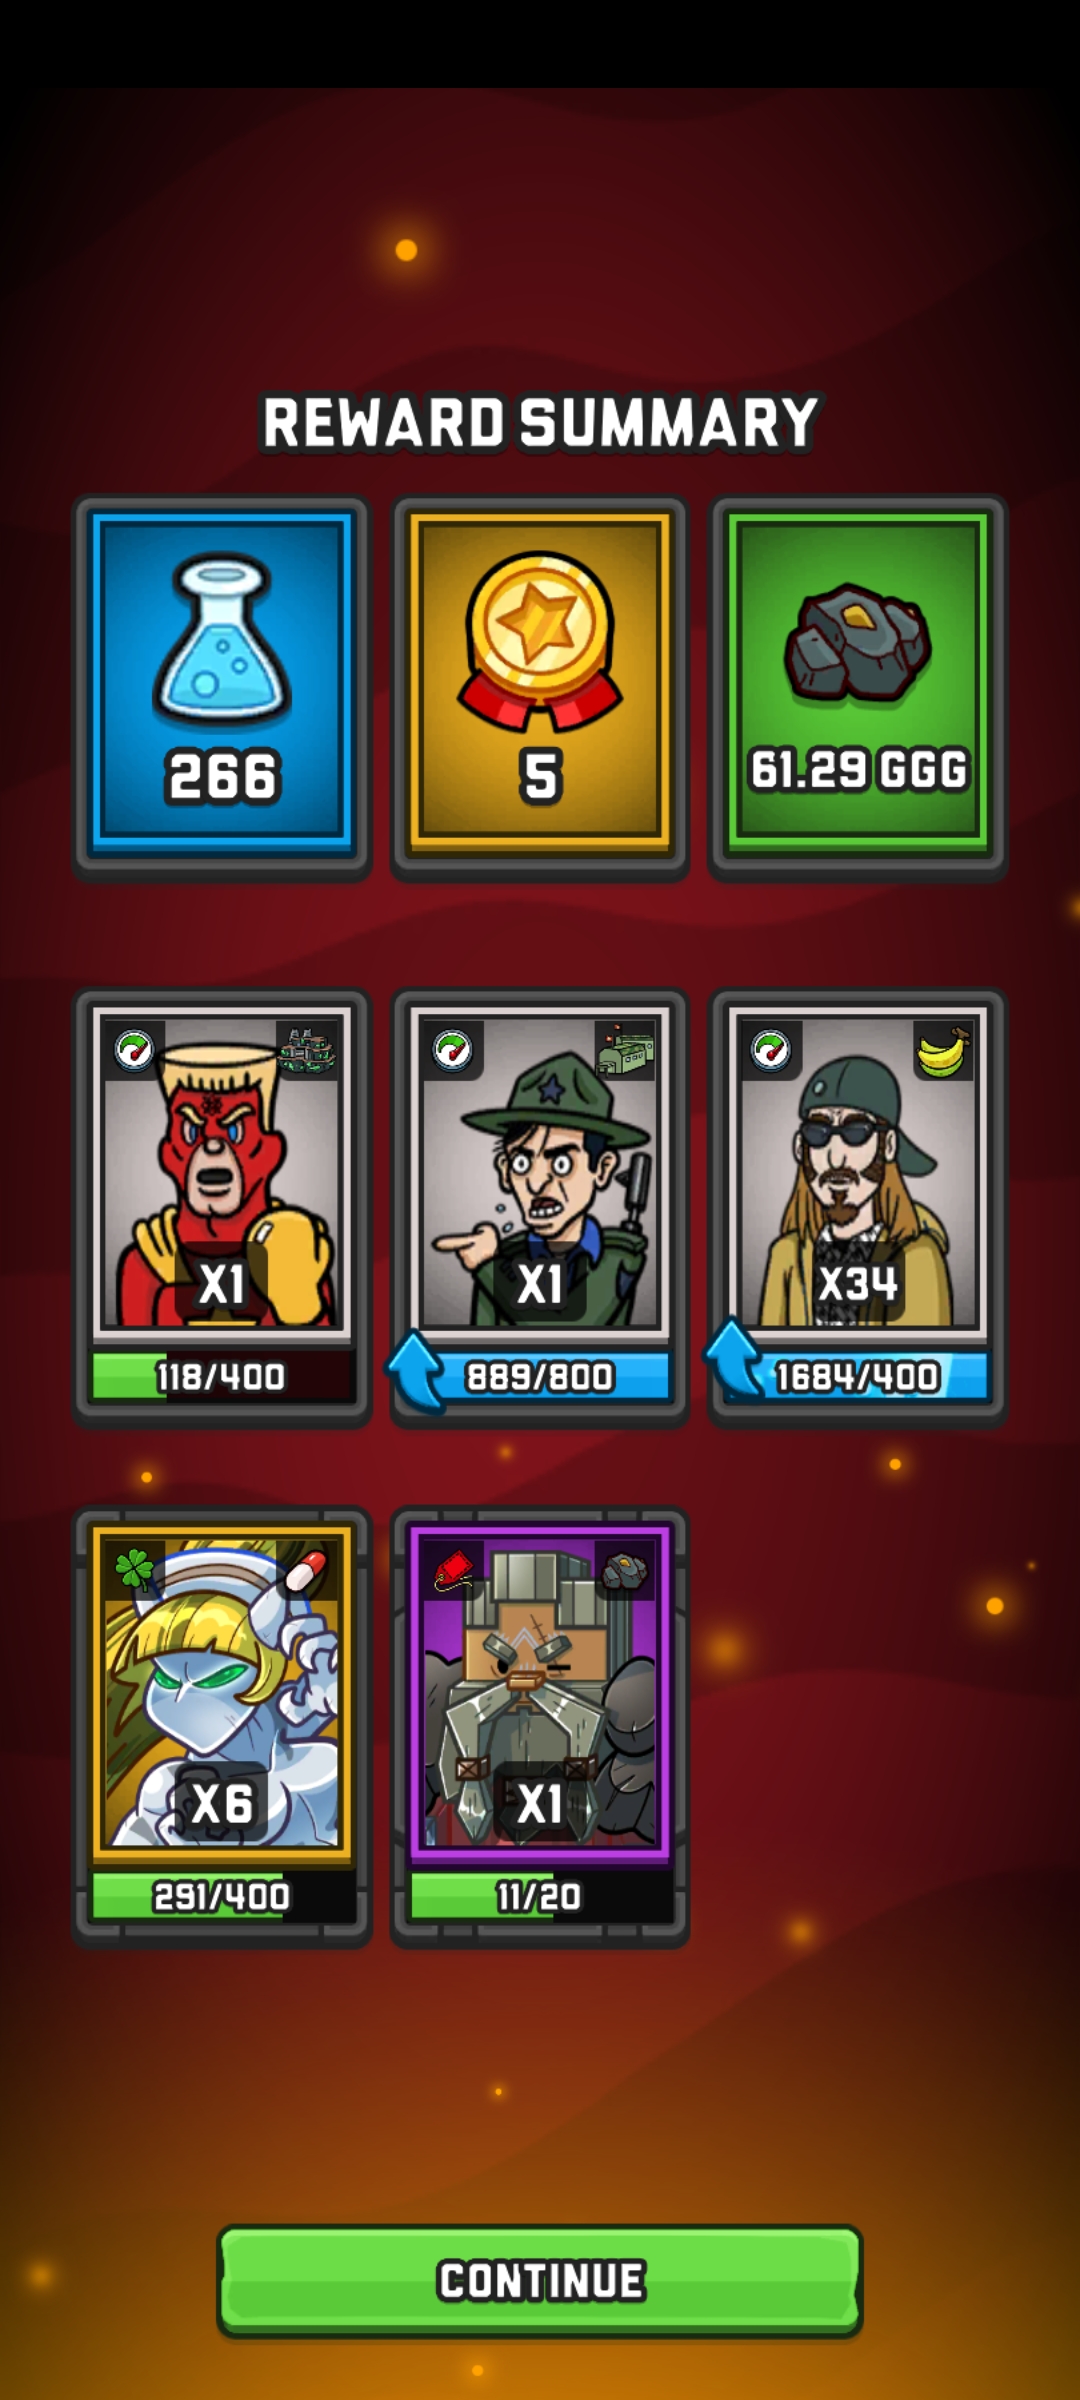 REWARD SUMMARY
266
5
61.29 GGG
X1
X1
X34
118/400
889/800
1684/400
X6
X1
291/400
11/20
CONTINUE